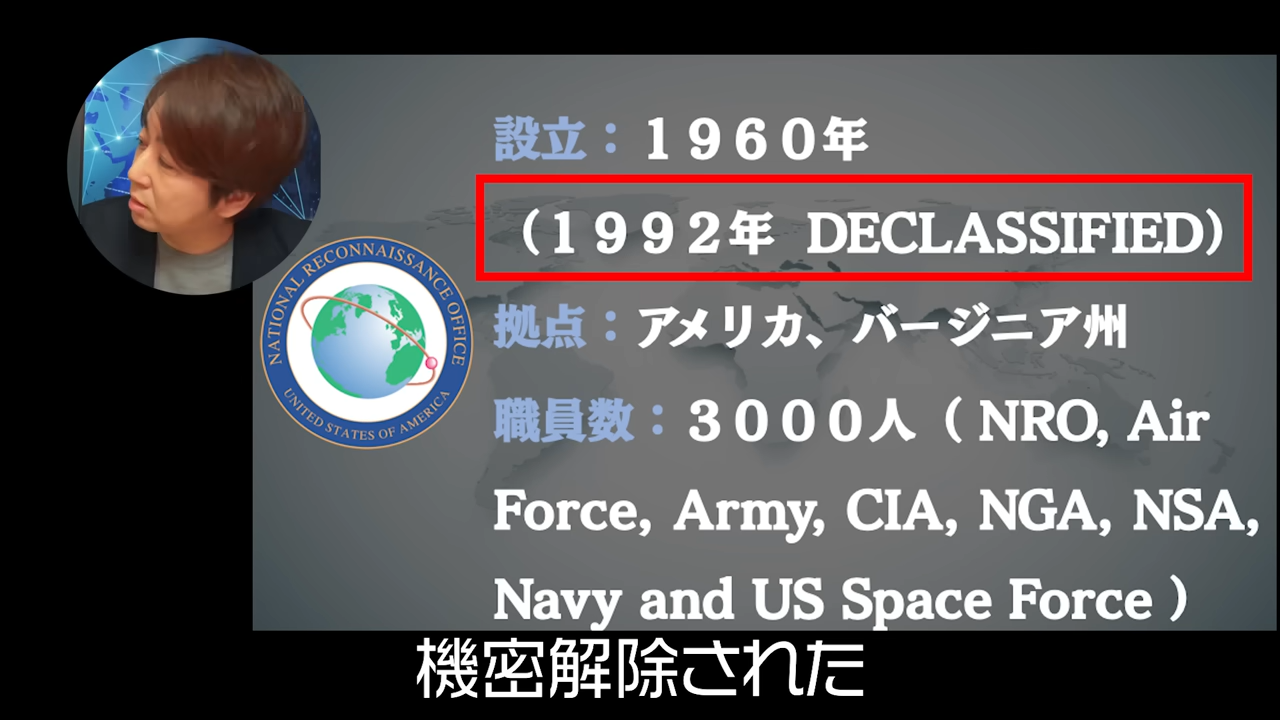 設立：１９６０年
（１９９２年 DECLASSIFIED）
拠点：アメリカ、バージニア州
職員数：３０００人（ NRO, Air
Force, Army, CIA, NGA, NSA,
Navy and US Space Force ）
NATIONAL RECONNAISSANCE OFFICE
UNITED STATES OF AMERICA
機密解除された